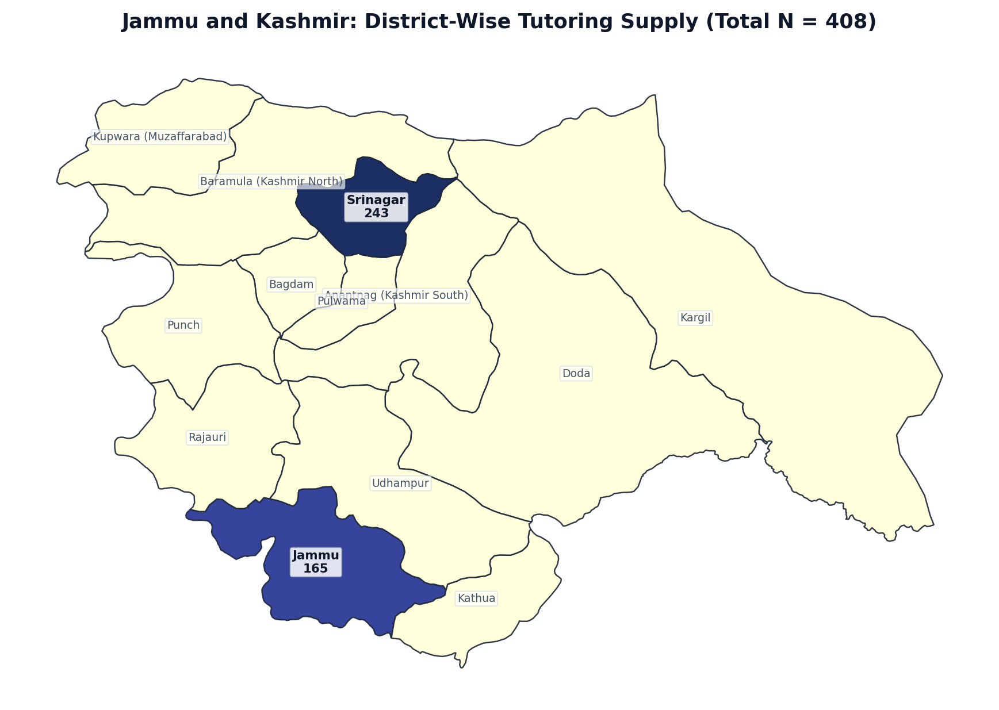 Jammu and Kashmir: District-Wise Tutoring Supply (Total N = 408)
Kupwara (Muzaffarabad)
Baramula (Kashmir North)
Srinagar
243
Bagdam
Anantnag (Kashmir South)
Pulwama
Punch
Kargil
Doda
Rajauri
Udhampur
Jammu
165
Kathua